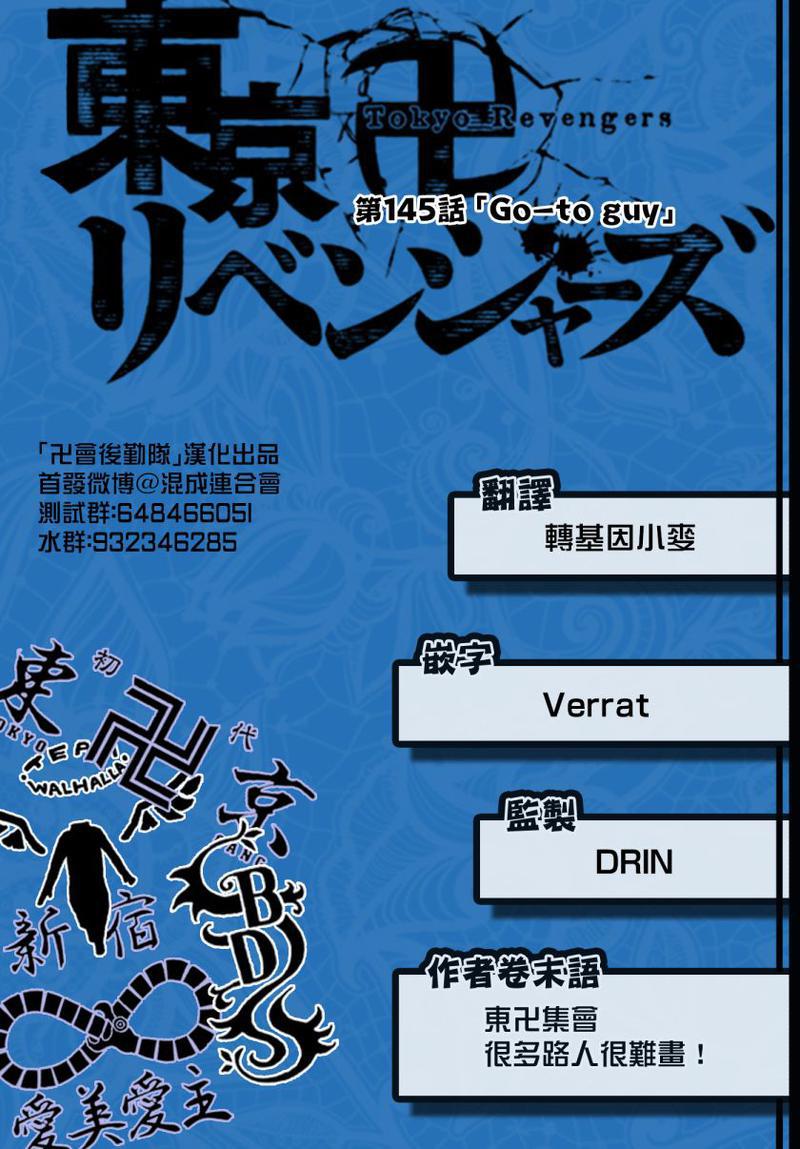 東京卍
Tokyo Revengers
第145話「Go-to guy」
リベンジャーズ
「卍會後勤隊」漢化出品
首發微博@混成連合會
測試群:648466051
水群:932346285
翻譯
轉基因小麥
嵌字
Verrat
監製
DRIN
作者卷末語
東卍集會
很多路人很難畫！
初
代
東
卍
京
TOKYO
WALHALLA
GANG
新宿
BDS
愛美愛主